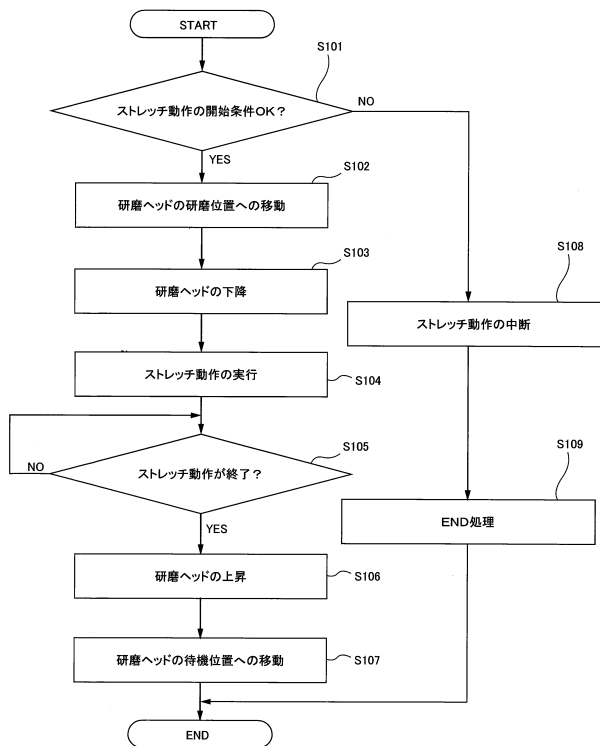 START
S101
ストレッチ動作の開始条件OK?
NO
YES
S102
研磨ヘッドの研磨位置への移動
S103
研磨ヘッドの下降
S108
ストレッチ動作の中断
ストレッチ動作の実行
S104
S105
ストレッチ動作が終了?
NO
YES
S109
END処理
研磨ヘッドの上昇
S106
研磨ヘッドの待機位置への移動
S107
END